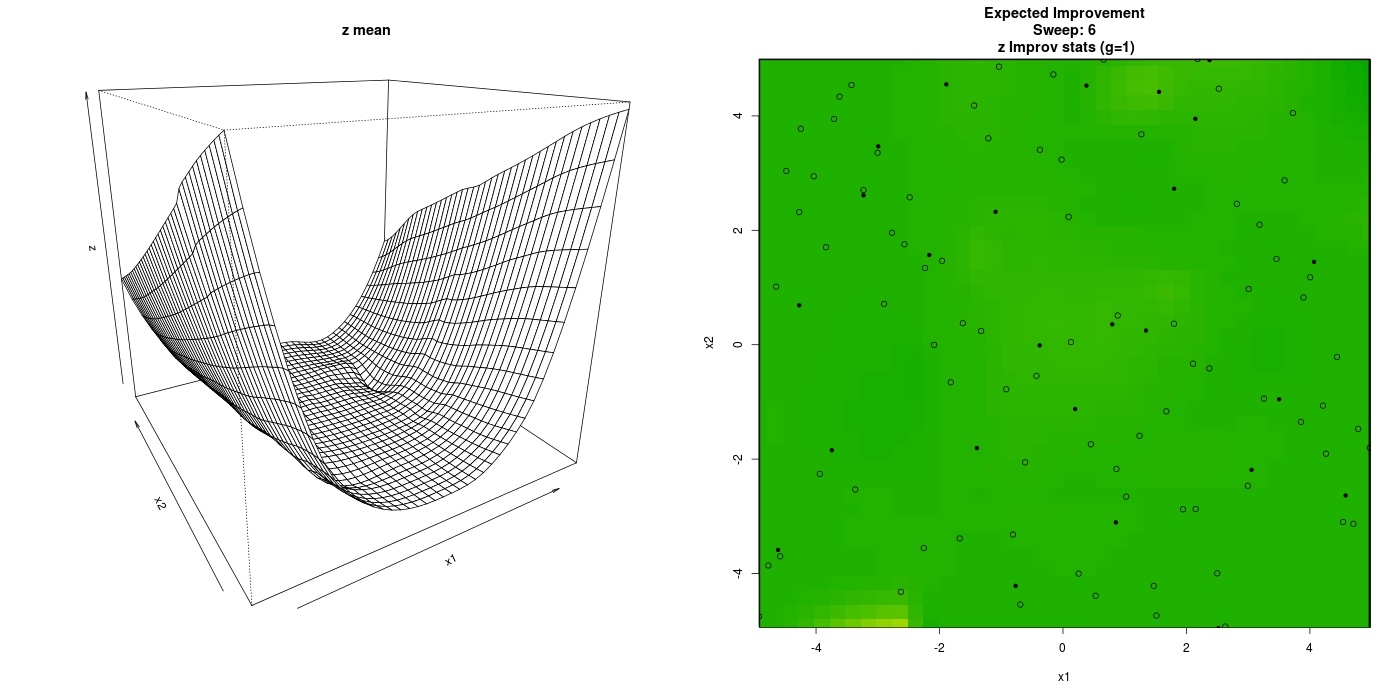 z mean
z
x2
x1
Expected Improvement
Sweep: 6
z Improv stats (g=1)
4
2
0
-2
-4
x2
-4
-2
0
2
4
x1